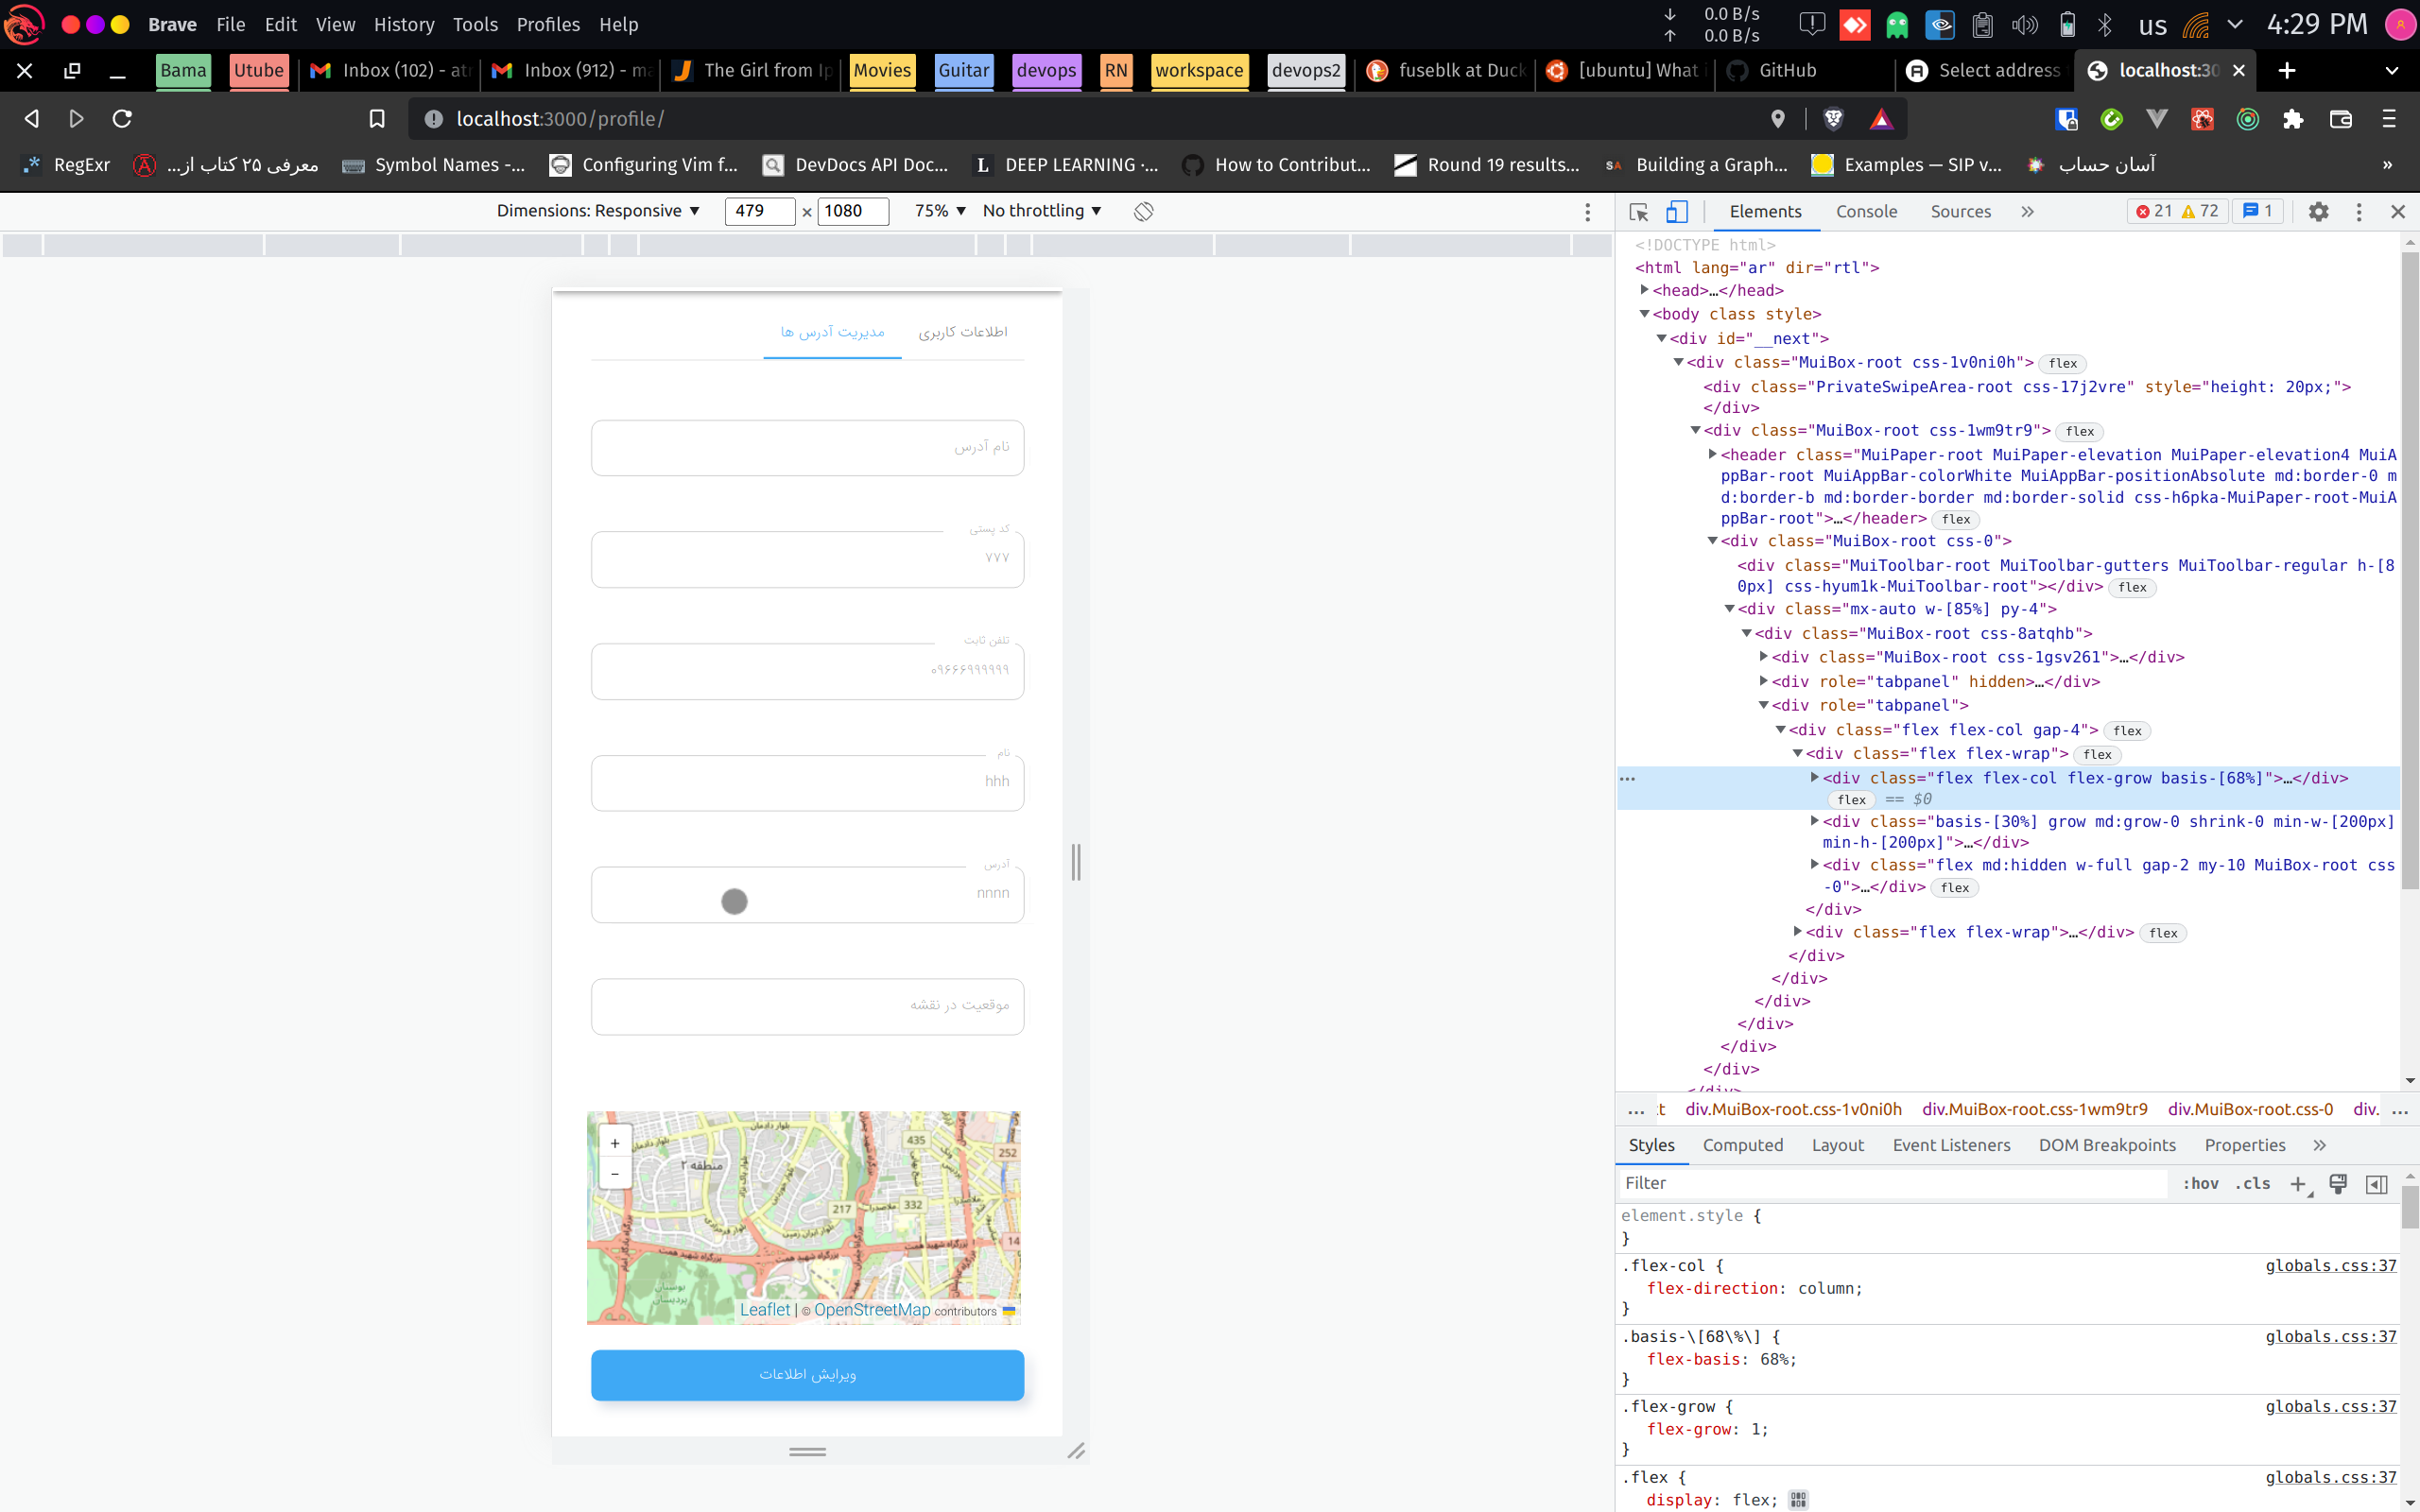 Brave File Edit View History Tools Profiles Help
0.0 B/s
0.0 B/s
us
4:29 PM
Bama
Utube
Inbox (102) - atr
Inbox (912) - ma
The Girl from Ip
Movies
Guitar
devops
RN
workspace
devops2
fuseblk at Duck
[ubuntu] What i
GitHub
Select address
localhost:30
localhost:3000/profile/
RegExr
معرفی ۲۵ کتاب از...
Symbol Names -...
Configuring Vim f...
DevDocs API Doc...
DEEP LEARNING ·...
How to Contribut...
Round 19 results...
Building a Graph...
Examples — SIP v...
آسان حساب
»
Dimensions: Responsive ▼ 479 × 1080 75% ▼ No throttling ▼
اطلاعات کاربری
مدیریت آدرس ها
نام آدرس
کد پستی
۷۷۷
تلفن ثابت
۰۹۶۶۶۹۹۹۹۹۹
نام
hhh
آدرس
nnnn
موقعیت در نقشه
+
−
منطقه ۲
435
252
217
332
14
بزرگراه شهید همت
بزرگراه شهید همت
Leaflet | © OpenStreetMap contributors
ویرایش اطلاعات
Elements Console Sources » 21 72 1
<!DOCTYPE html>
<html lang="ar" dir="rtl">
<head>…</head>
<body class style>
<div id="__next">
<div class="MuiBox-root css-1v0ni0h"> flex
<div class="PrivateSwipeArea-root css-17j2vre" style="height: 20px;">
</div>
<div class="MuiBox-root css-1wm9tr9"> flex
<header class="MuiPaper-root MuiPaper-elevation MuiPaper-elevation4 MuiA
ppBar-root MuiAppBar-colorWhite MuiAppBar-positionAbsolute md:border-0 m
d:border-b md:border-border md:border-solid css-h6pka-MuiPaper-root-MuiA
ppBar-root">…</header> flex
<div class="MuiBox-root css-0">
<div class="MuiToolbar-root MuiToolbar-gutters MuiToolbar-regular h-[8
0px] css-hyum1k-MuiToolbar-root"></div> flex
<div class="mx-auto w-[85%] py-4">
<div class="MuiBox-root css-8atqhb">
<div class="MuiBox-root css-1gsv261">…</div>
<div role="tabpanel" hidden>…</div>
<div role="tabpanel">
<div class="flex flex-col gap-4"> flex
<div class="flex flex-wrap"> flex
<div class="flex flex-col flex-grow basis-[68%]">…</div>
flex == $0
<div class="basis-[30%] grow md:grow-0 shrink-0 min-w-[200px]
min-h-[200px]">…</div>
<div class="flex md:hidden w-full gap-2 my-10 MuiBox-root css
-0">…</div> flex
</div>
<div class="flex flex-wrap">…</div> flex
</div>
</div>
</div>
</div>
</div>
</div>
… t div.MuiBox-root.css-1v0ni0h div.MuiBox-root.css-1wm9tr9 div.MuiBox-root.css-0 div. …
Styles Computed Layout Event Listeners DOM Breakpoints Properties »
Filter :hov .cls +
element.style {
}
.flex-col { globals.css:37
flex-direction: column;
}
.basis-\[68\%\] { globals.css:37
flex-basis: 68%;
}
.flex-grow { globals.css:37
flex-grow: 1;
}
.flex { globals.css:37
display: flex;